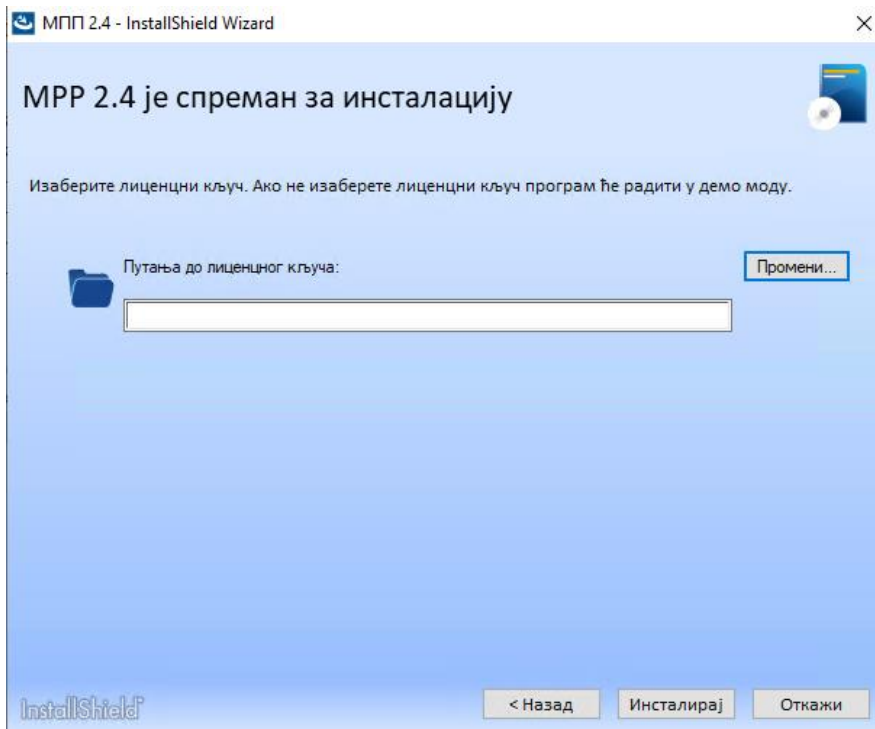 МПП 2.4 - InstallShield Wizard
МРР 2.4 је спреман за инсталацију
Изаберите лиценцни кључ. Ако не изаберете лиценцни кључ програм ће радити у демо моду.
Путања до лиценцног кључа:
Промени...
InstallShield
< Назад
Инсталирај
Откажи